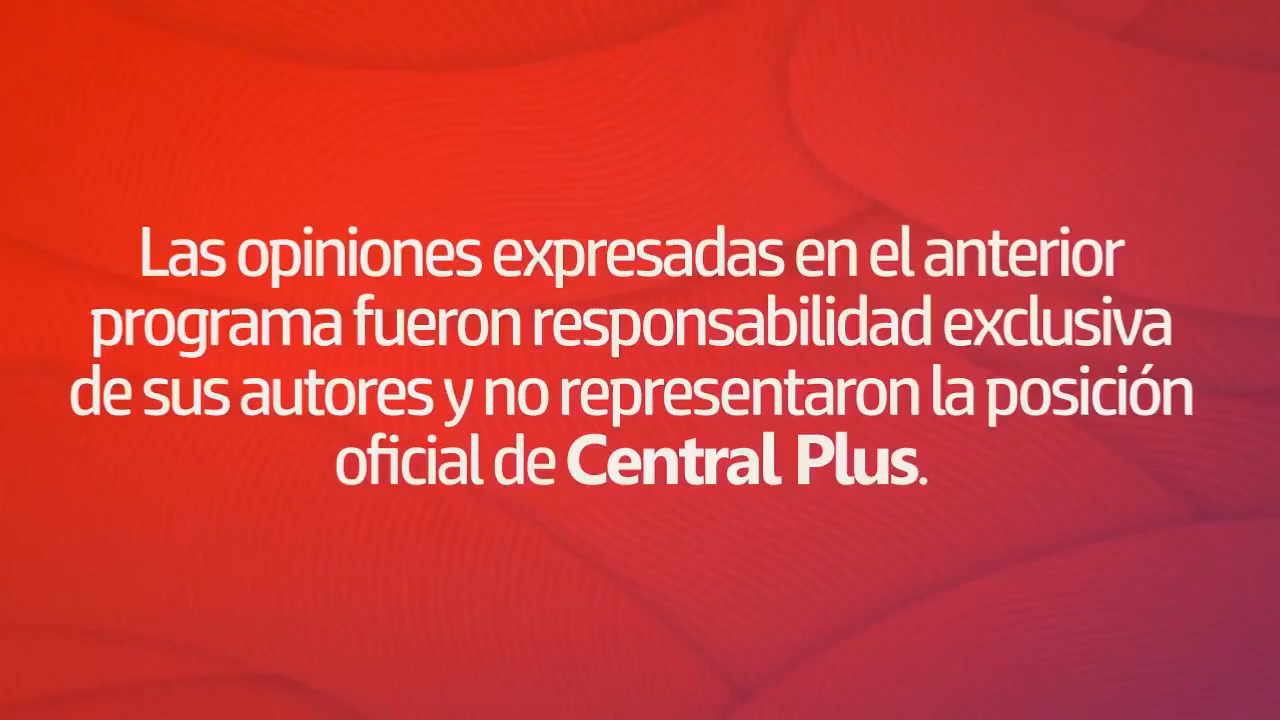 Las opiniones expresadas en el anterior
programa fueron responsabilidad exclusiva
de sus autores y no representaron la posición
oficial de Central Plus.